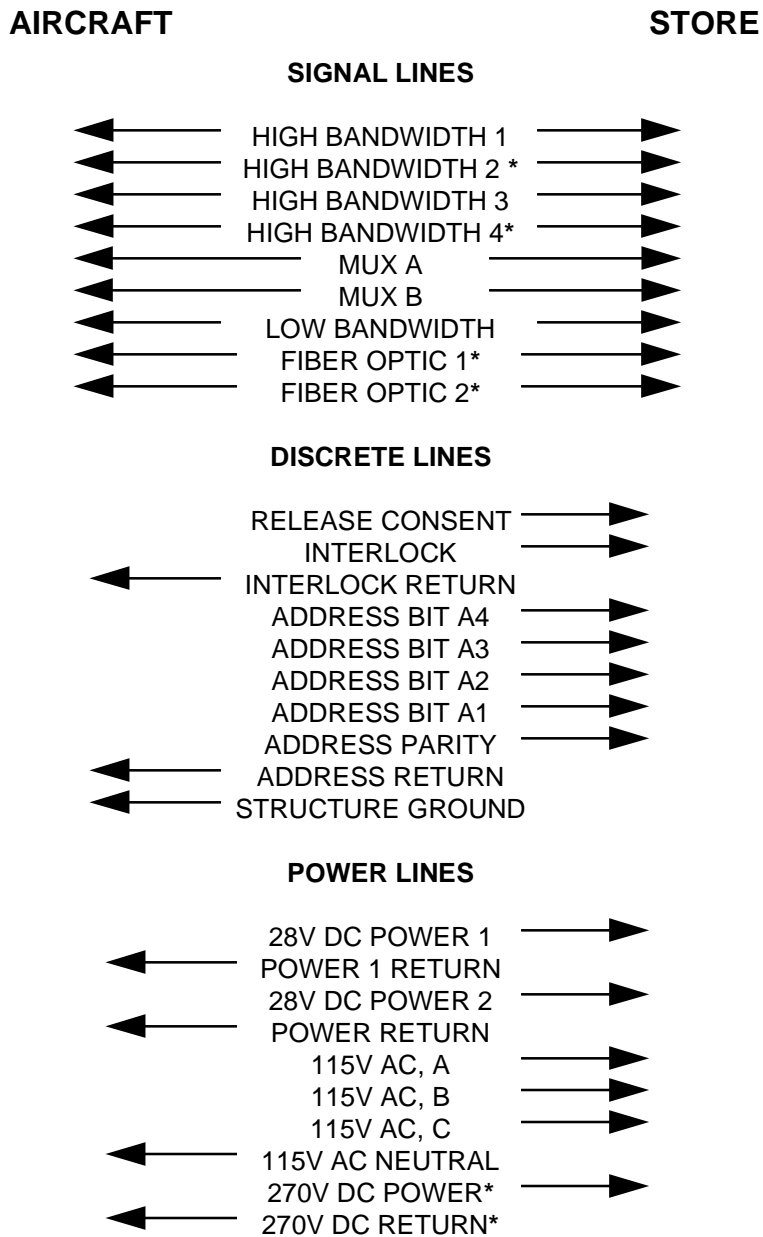 AIRCRAFT STORE
SIGNAL LINES
HIGH BANDWIDTH 1
HIGH BANDWIDTH 2 *
HIGH BANDWIDTH 3
HIGH BANDWIDTH 4*
MUX A
MUX B
LOW BANDWIDTH
FIBER OPTIC 1*
FIBER OPTIC 2*
DISCRETE LINES
RELEASE CONSENT
INTERLOCK
INTERLOCK RETURN
ADDRESS BIT A4
ADDRESS BIT A3
ADDRESS BIT A2
ADDRESS BIT A1
ADDRESS PARITY
ADDRESS RETURN
STRUCTURE GROUND
POWER LINES
28V DC POWER 1
POWER 1 RETURN
28V DC POWER 2
POWER RETURN
115V AC, A
115V AC, B
115V AC, C
115V AC NEUTRAL
270V DC POWER*
270V DC RETURN*